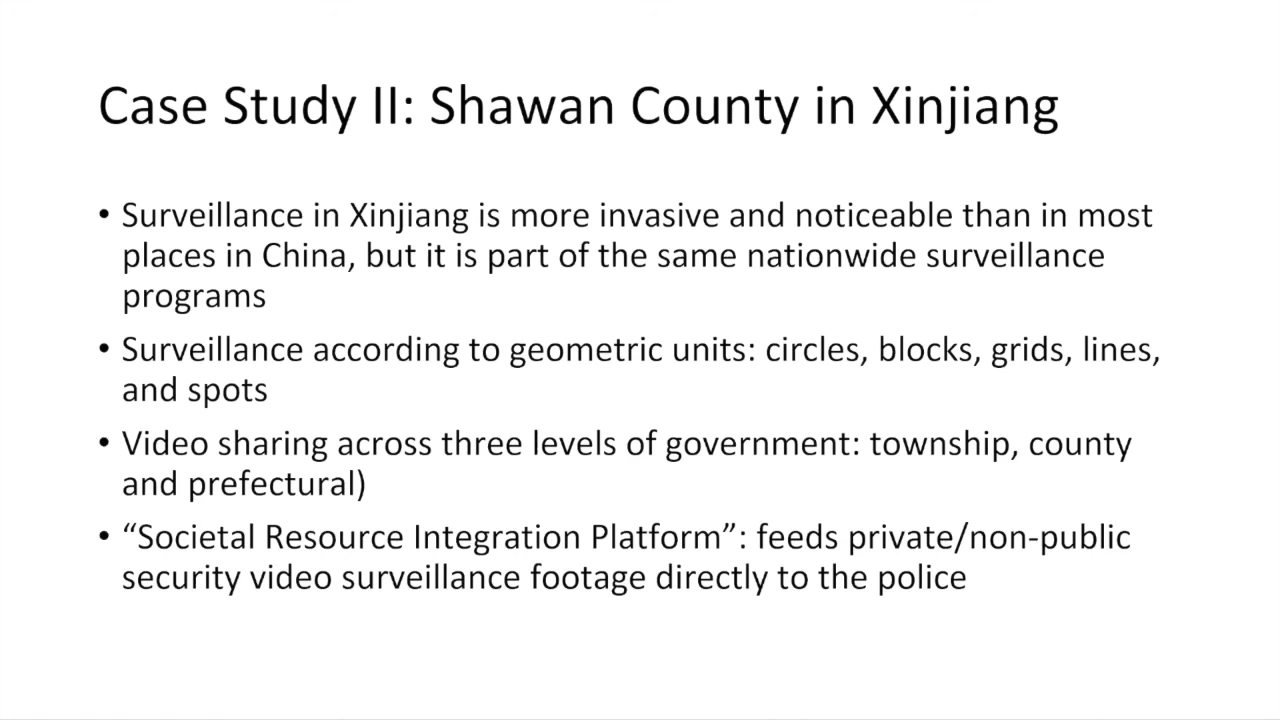 Case Study II: Shawan County in Xinjiang
• Surveillance in Xinjiang is more invasive and noticeable than in most
places in China, but it is part of the same nationwide surveillance
programs
• Surveillance according to geometric units: circles, blocks, grids, lines,
and spots
• Video sharing across three levels of government: township, county
and prefectural)
• “Societal Resource Integration Platform”: feeds private/non-public
security video surveillance footage directly to the police